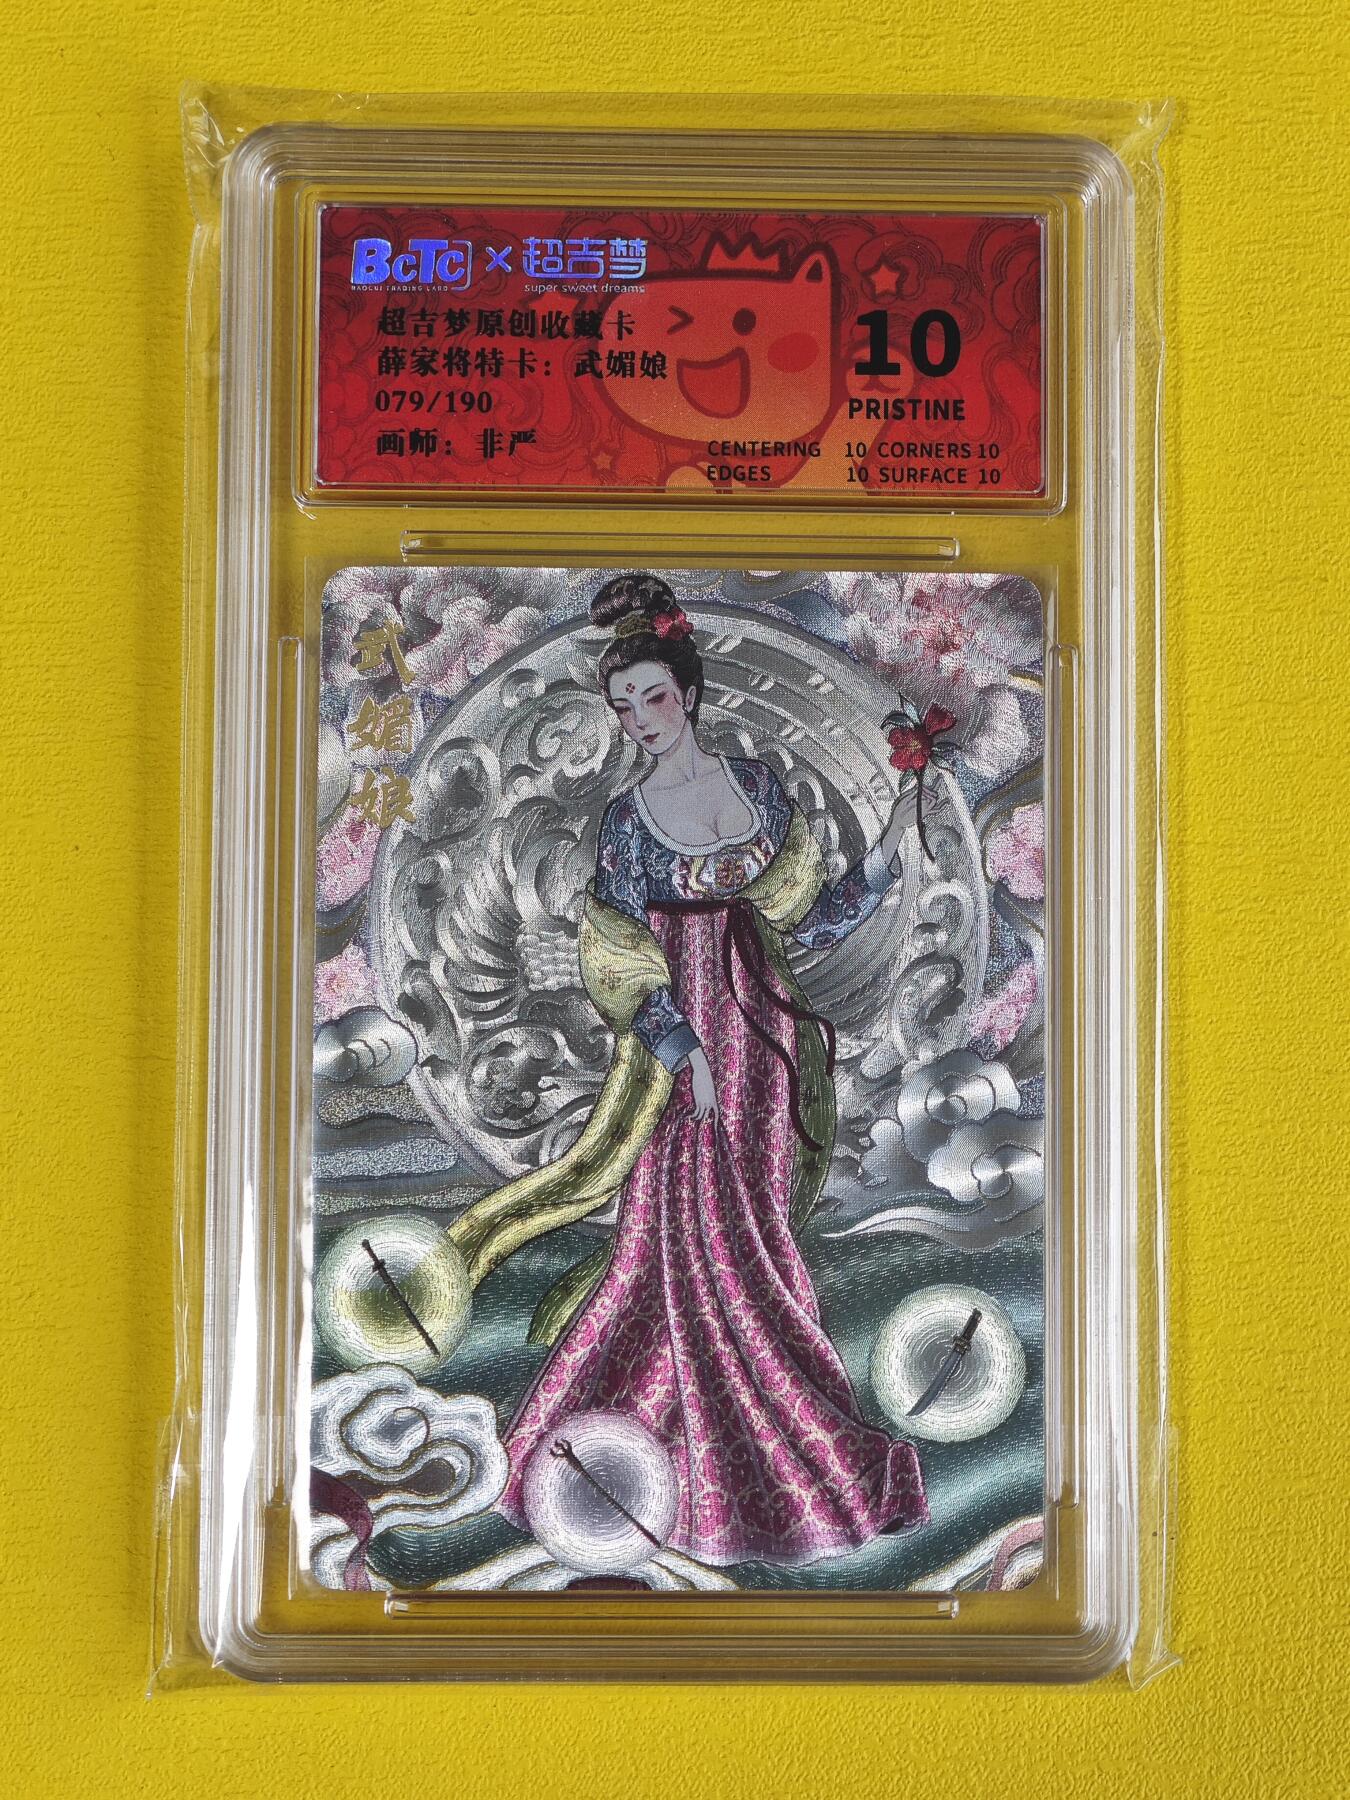 BCTC × 超吉梦
BAOCUI TRADING CARD super sweet dreams
超吉梦原创收藏卡
薛家将特卡：武媚娘
079/190
画师：非严
10
PRISTINE
CENTERING 10 CORNERS 10
EDGES 10 SURFACE 10
武媚娘